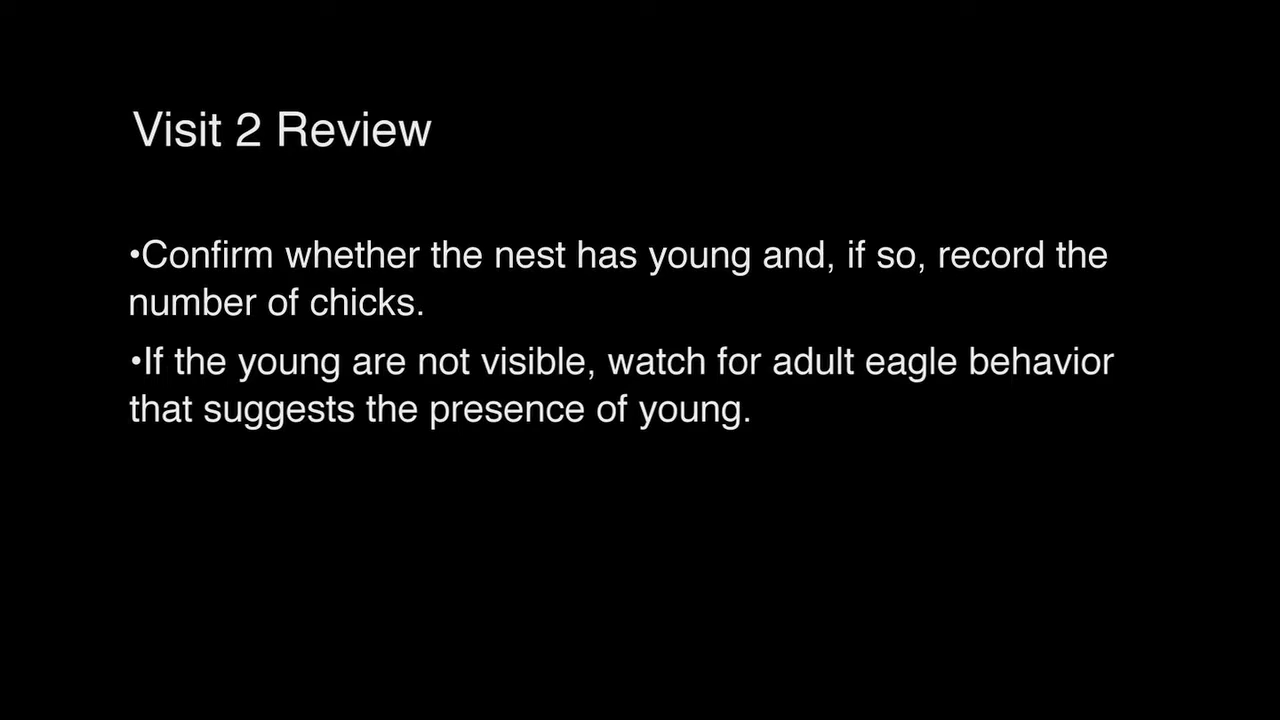 Visit 2 Review
•Confirm whether the nest has young and, if so, record the
number of chicks.
•If the young are not visible, watch for adult eagle behavior
that suggests the presence of young.